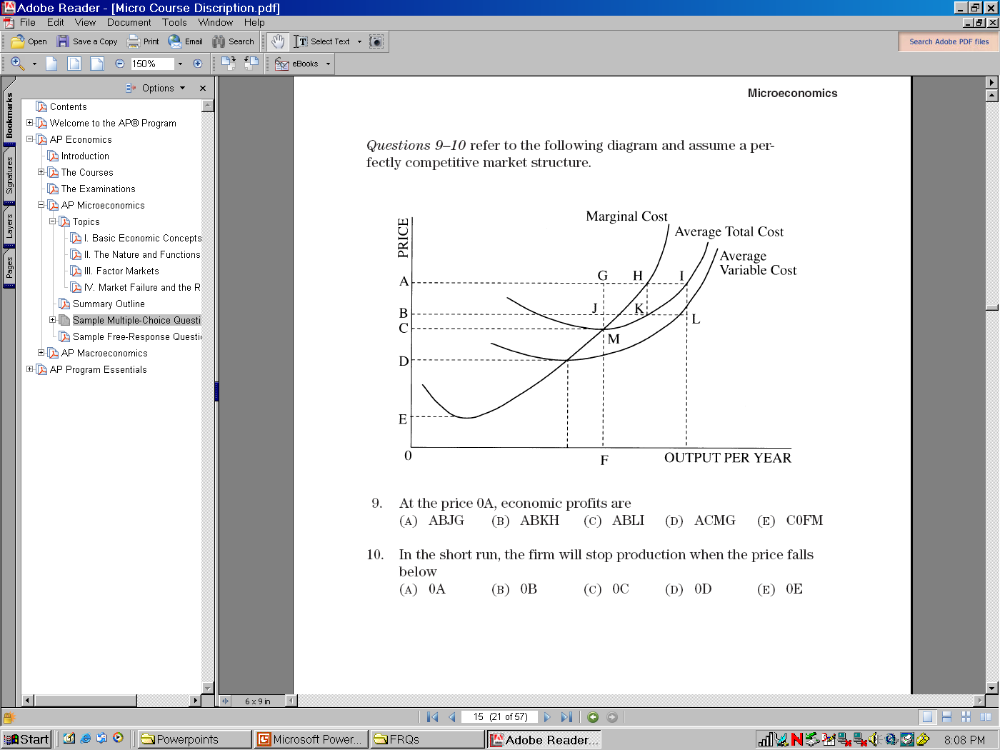 Adobe Reader - [Micro Course Discription.pdf]
File Edit View Document Tools Window Help
Open Save a Copy Print Email Search Select Text Search Adobe PDF files
150% eBooks
Options
Bookmarks
Signatures
Layers
Pages
Contents
Welcome to the AP® Program
AP Economics
Introduction
The Courses
The Examinations
AP Microeconomics
Topics
I. Basic Economic Concepts
II. The Nature and Functions
III. Factor Markets
IV. Market Failure and the R
Summary Outline
Sample Multiple-Choice Questi
Sample Free-Response Questi
AP Macroeconomics
AP Program Essentials
Microeconomics
Questions 9–10 refer to the following diagram and assume a per-
fectly competitive market structure.
PRICE
Marginal Cost
Average Total Cost
Average
Variable Cost
A G H I
B J K L
C M
D
E
0 F OUTPUT PER YEAR
9. At the price 0A, economic profits are
(A) ABJG (B) ABKH (C) ABLI (D) ACMG (E) C0FM
10. In the short run, the firm will stop production when the price falls
below
(A) 0A (B) 0B (C) 0C (D) 0D (E) 0E
6 x 9 in
15 (21 of 57)
Start Powerpoints Microsoft Power... FRQs Adobe Reader... 8:08 PM